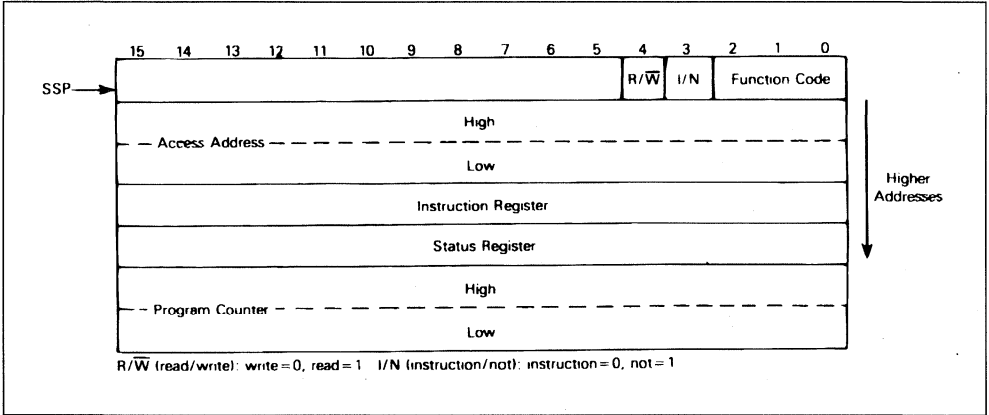 15 14 13 12 11 10 9 8 7 6 5 4 3 2 1 0
SSP R/W̅ I/N Function Code
High
Access Address
Low
Instruction Register
Status Register
High
Program Counter
Low
Higher
Addresses
R/W̅ (read/write): write=0, read=1 I/N (instruction/not): instruction=0, not=1